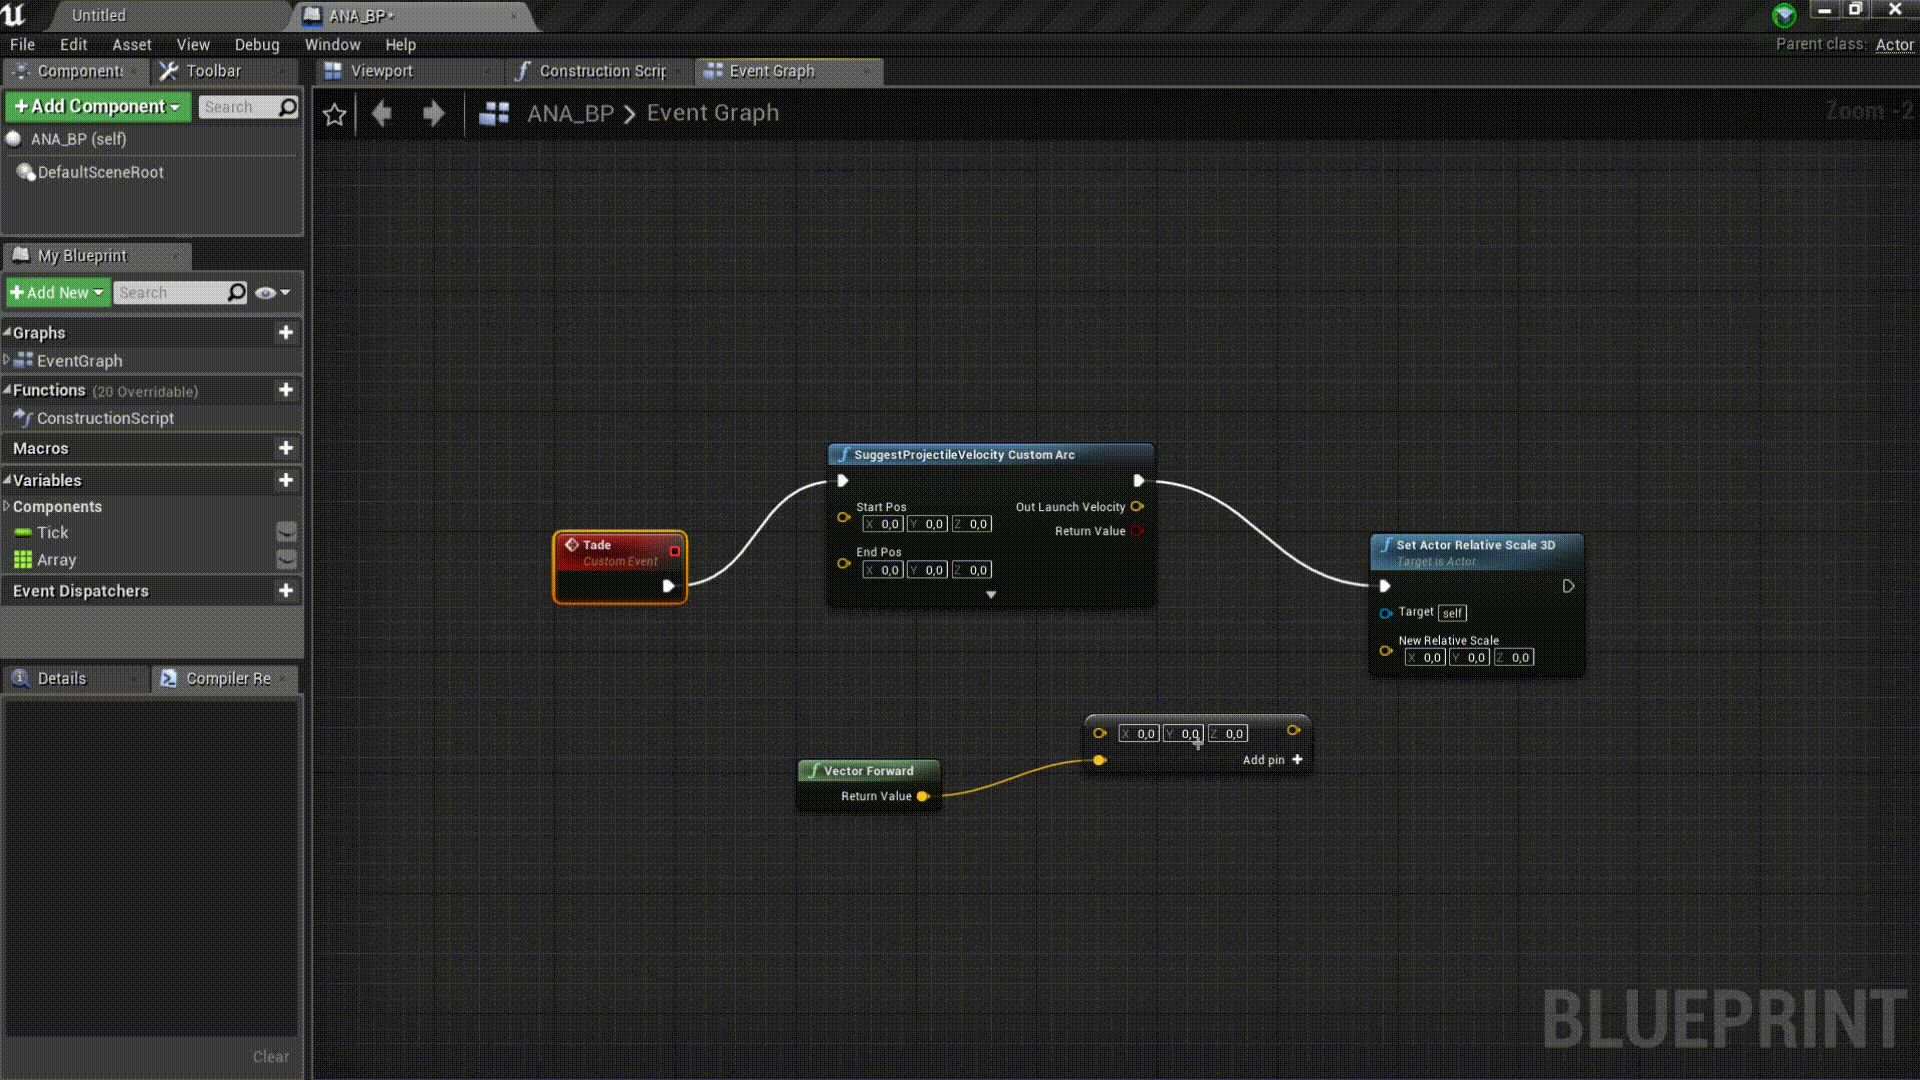 Untitled
ANA_BP*
File Edit Asset View Debug Window Help
Parent class: Actor
Component: Toolbar
Viewport Construction Scrip Event Graph
Add Component Search
ANA_BP > Event Graph
Zoom -2
ANA_BP (self)
DefaultSceneRoot
My Blueprint
Add New Search
Graphs
EventGraph
Functions (20 Overridable)
ConstructionScript
Macros
Variables
Components
Tick
Array
Event Dispatchers
Details Compiler Re
Clear
Tade
Custom Event
SuggestProjectileVelocity Custom Arc
Start Pos
X 0,0 Y 0,0 Z 0,0
Out Launch Velocity
Return Value
End Pos
X 0,0 Y 0,0 Z 0,0
Set Actor Relative Scale 3D
Target is Actor
Target self
New Relative Scale
X 0,0 Y 0,0 Z 0,0
X 0,0 Y 0,0 Z 0,0
Add pin +
Vector Forward
Return Value
BLUEPRINT